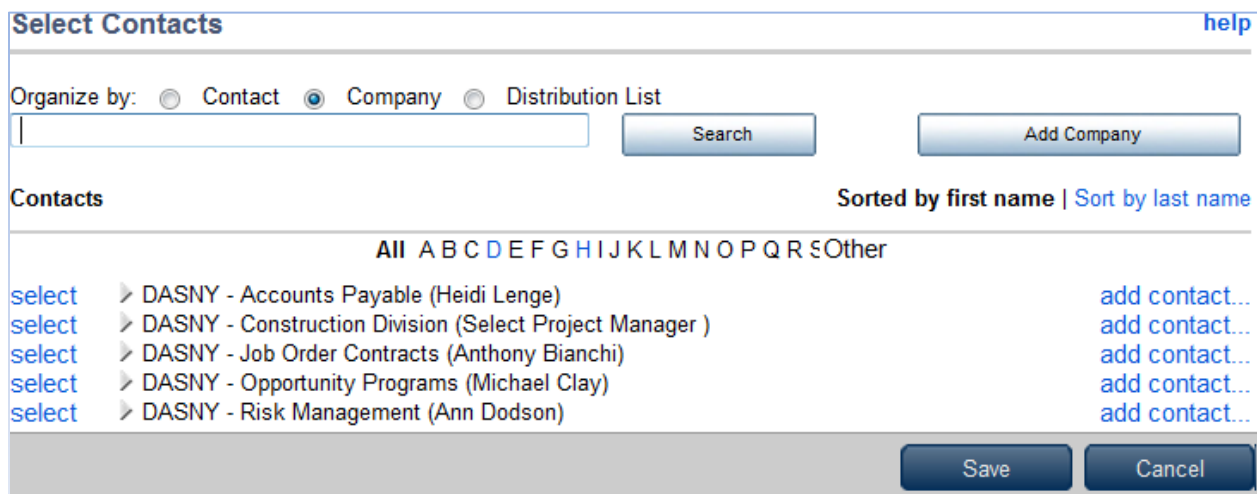 Select Contacts help
Organize by: Contact Company Distribution List
Search Add Company
Contacts Sorted by first name | Sort by last name
All A B C D E F G H I J K L M N O P Q R S Other
select DASNY - Accounts Payable (Heidi Lenge) add contact...
select DASNY - Construction Division (Select Project Manager ) add contact...
select DASNY - Job Order Contracts (Anthony Bianchi) add contact...
select DASNY - Opportunity Programs (Michael Clay) add contact...
select DASNY - Risk Management (Ann Dodson) add contact...
Save Cancel